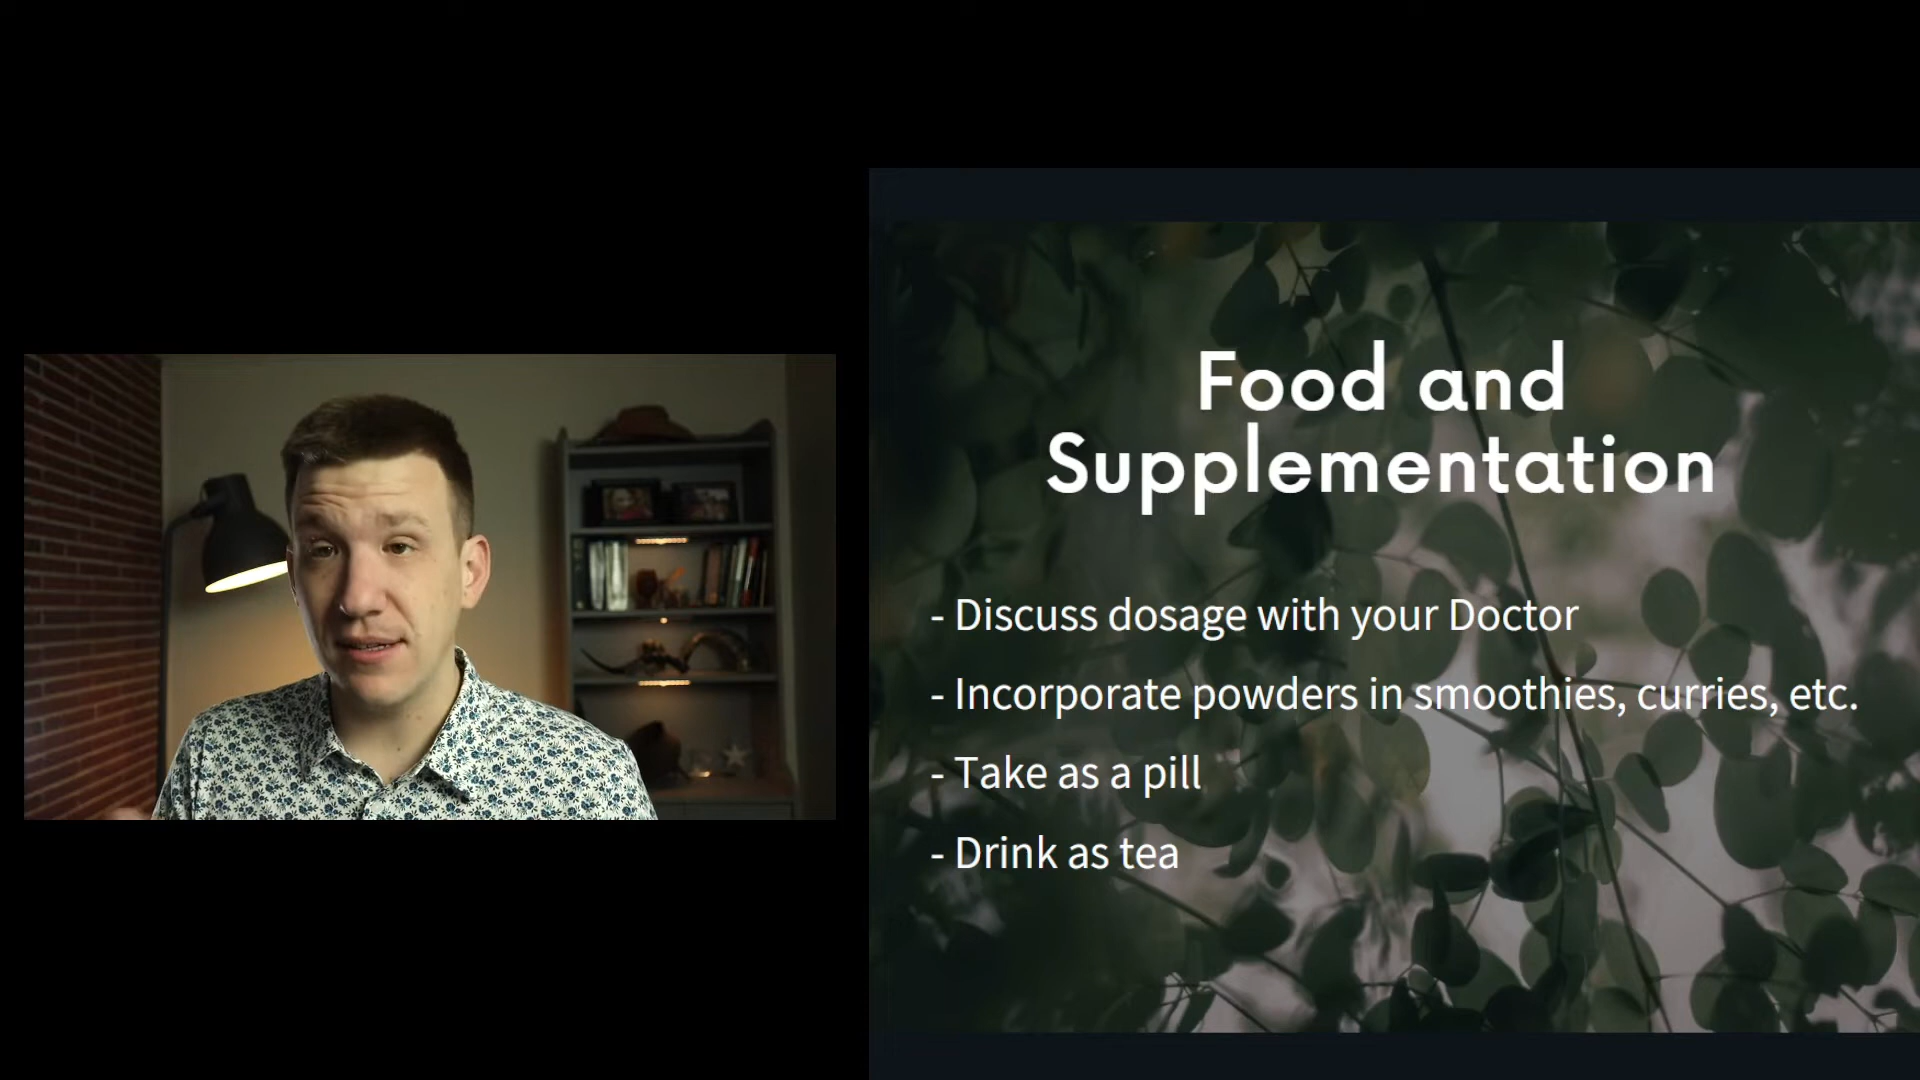 Food and
Supplementation
- Discuss dosage with your Doctor
- Incorporate powders in smoothies, curries, etc.
- Take as a pill
- Drink as tea